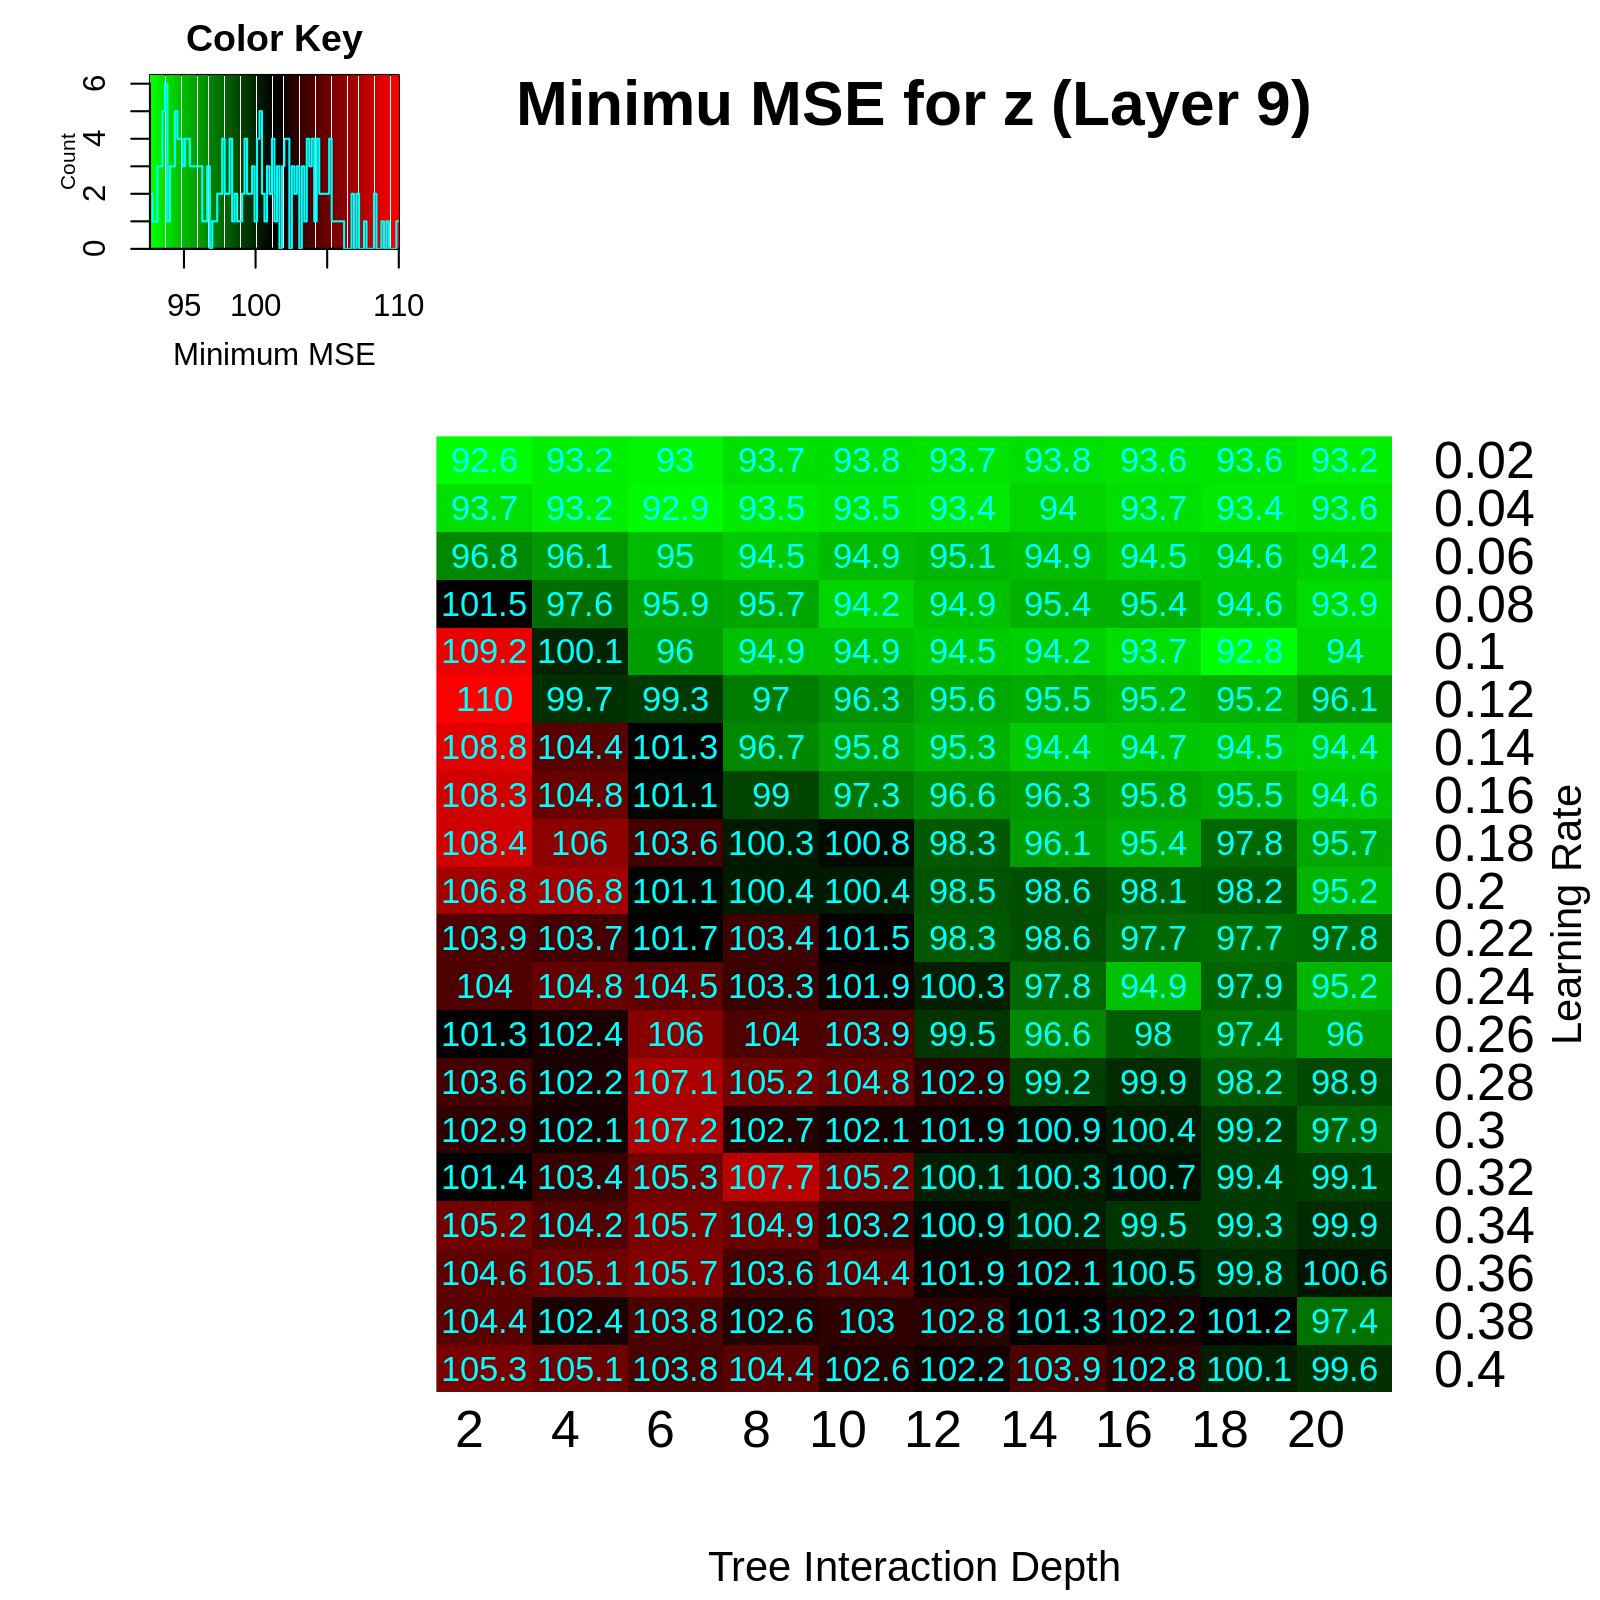 Color Key
Minimu MSE for z (Layer 9)
Count
6
4
2
0
95 100 110
Minimum MSE
92.6 93.2 93 93.7 93.8 93.7 93.8 93.6 93.6 93.2 0.02
93.7 93.2 92.9 93.5 93.5 93.4 94 93.7 93.4 93.6 0.04
96.8 96.1 95 94.5 94.9 95.1 94.9 94.5 94.6 94.2 0.06
101.5 97.6 95.9 95.7 94.2 94.9 95.4 95.4 94.6 93.9 0.08
109.2 100.1 96 94.9 94.9 94.5 94.2 93.7 92.8 94 0.1
110 99.7 99.3 97 96.3 95.6 95.5 95.2 95.2 96.1 0.12
108.8 104.4 101.3 96.7 95.8 95.3 94.4 94.7 94.5 94.4 0.14
108.3 104.8 101.1 99 97.3 96.6 96.3 95.8 95.5 94.6 0.16
108.4 106 103.6 100.3 100.8 98.3 96.1 95.4 97.8 95.7 0.18
106.8 106.8 101.1 100.4 100.4 98.5 98.6 98.1 98.2 95.2 0.2
103.9 103.7 101.7 103.4 101.5 98.3 98.6 97.7 97.7 97.8 0.22
104 104.8 104.5 103.3 101.9 100.3 97.8 94.9 97.9 95.2 0.24
101.3 102.4 106 104 103.9 99.5 96.6 98 97.4 96 0.26
103.6 102.2 107.1 105.2 104.8 102.9 99.2 99.9 98.2 98.9 0.28
102.9 102.1 107.2 102.7 102.1 101.9 100.9 100.4 99.2 97.9 0.3
101.4 103.4 105.3 107.7 105.2 100.1 100.3 100.7 99.4 99.1 0.32
105.2 104.2 105.7 104.9 103.2 100.9 100.2 99.5 99.3 99.9 0.34
104.6 105.1 105.7 103.6 104.4 101.9 102.1 100.5 99.8 100.6 0.36
104.4 102.4 103.8 102.6 103 102.8 101.3 102.2 101.2 97.4 0.38
105.3 105.1 103.8 104.4 102.6 102.2 103.9 102.8 100.1 99.6 0.4
Learning Rate
2 4 6 8 10 12 14 16 18 20
Tree Interaction Depth